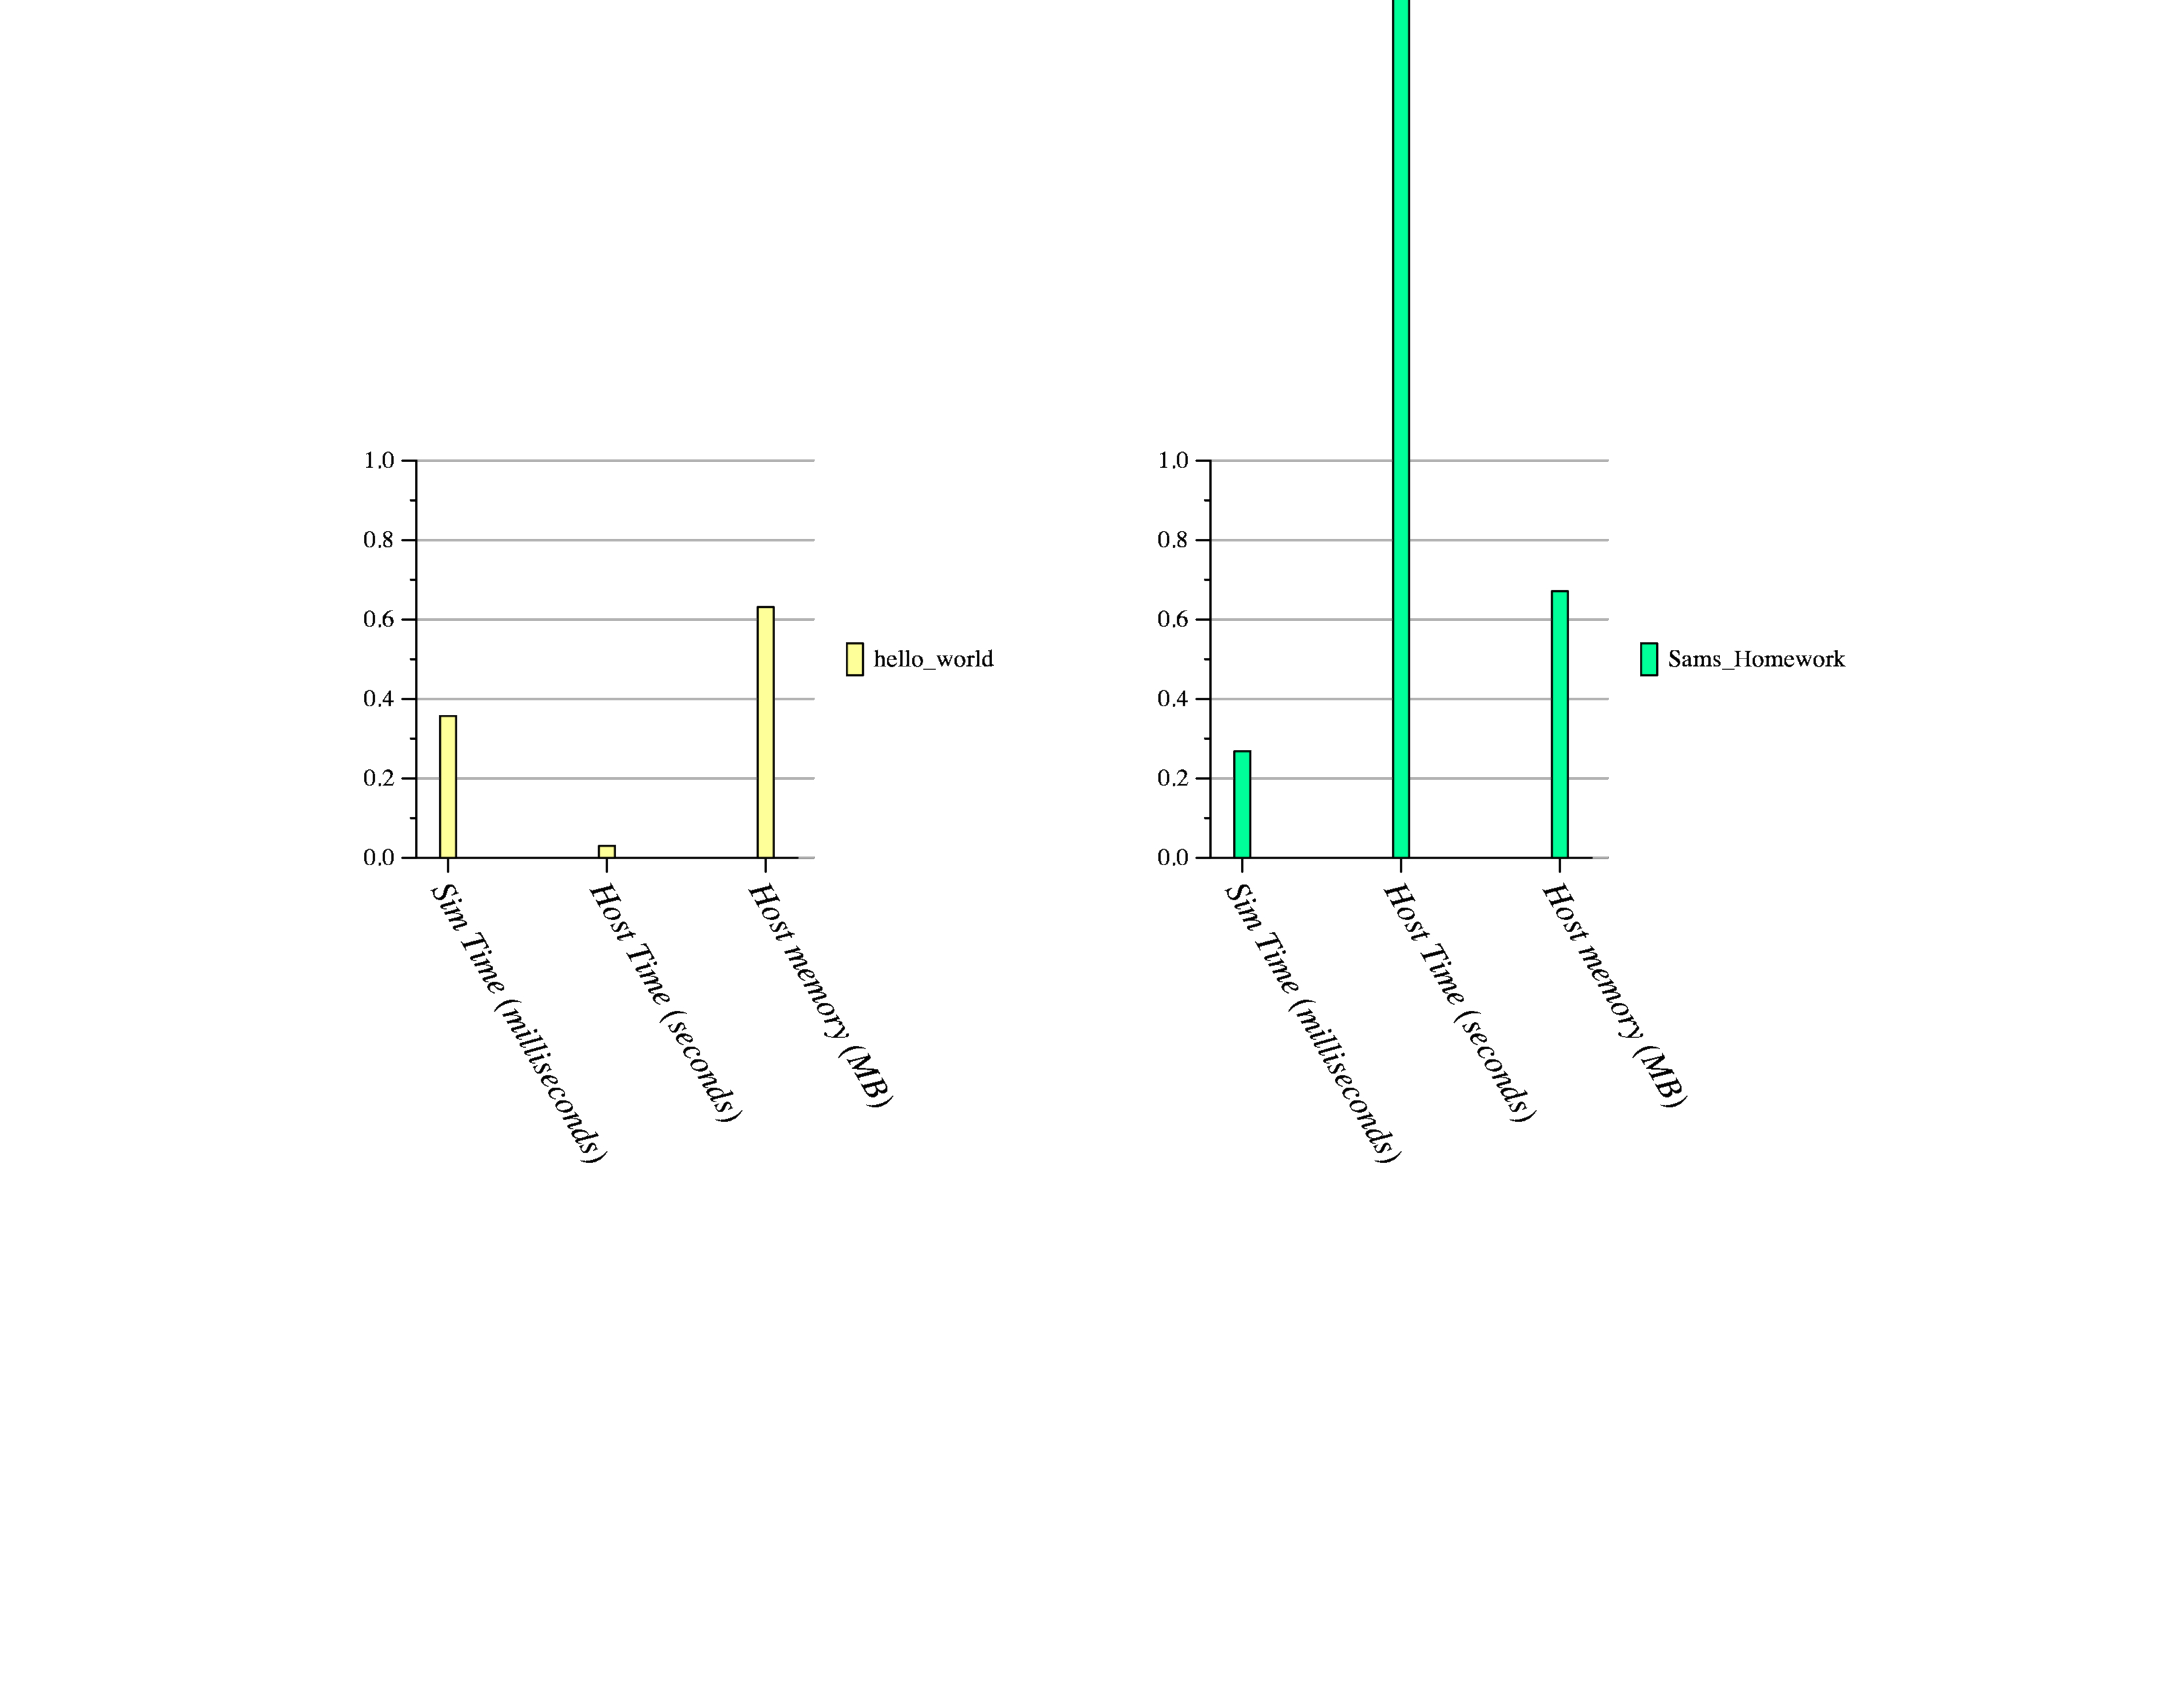 1.0
0.8
0.6
0.4
0.2
0.0
hello_world
Sim Time (milliseconds)
Host Time (seconds)
Host memory (MB)
1.0
0.8
0.6
0.4
0.2
0.0
Sams_Homework
Sim Time (milliseconds)
Host Time (seconds)
Host memory (MB)